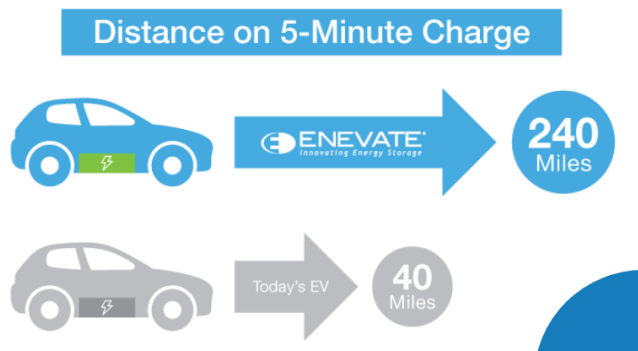 Distance on 5-Minute Charge
ENEVATE
Innovating Energy Storage
240
Miles
Today's EV
40
Miles